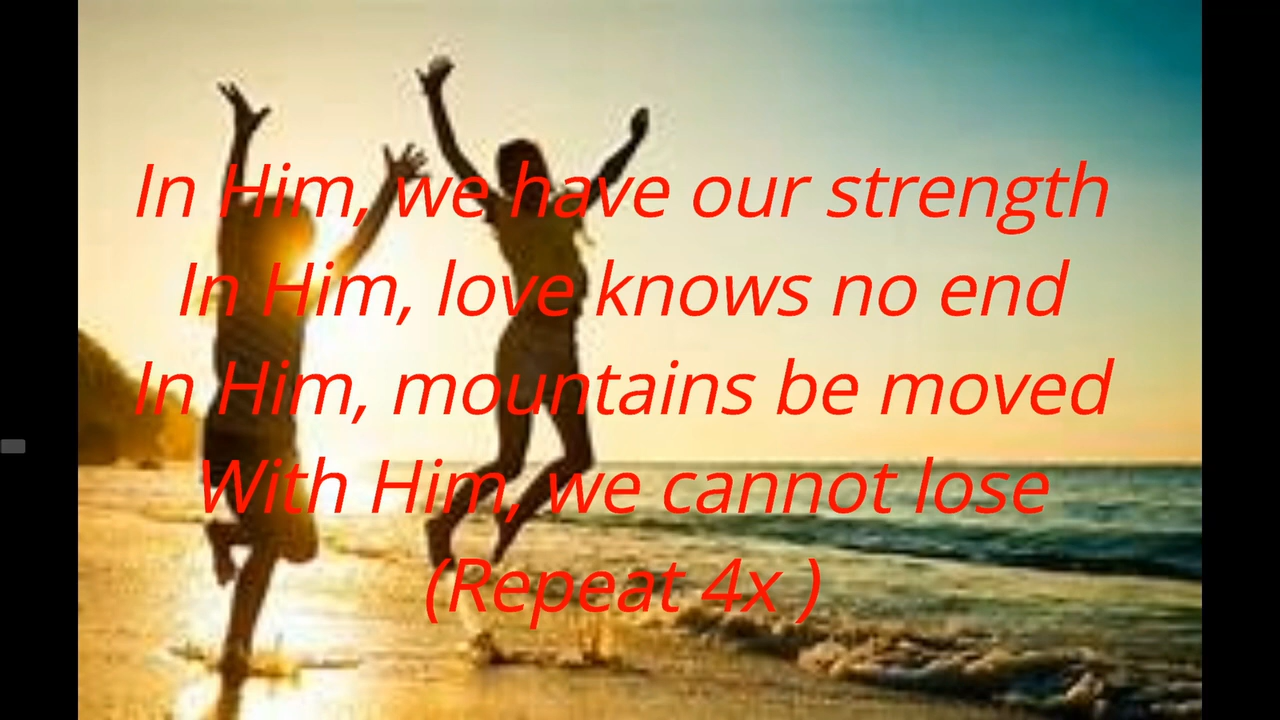 In Him, we have our strength
In Him, love knows no end
In Him, mountains be moved
With Him, we cannot lose
(Repeat 4x )